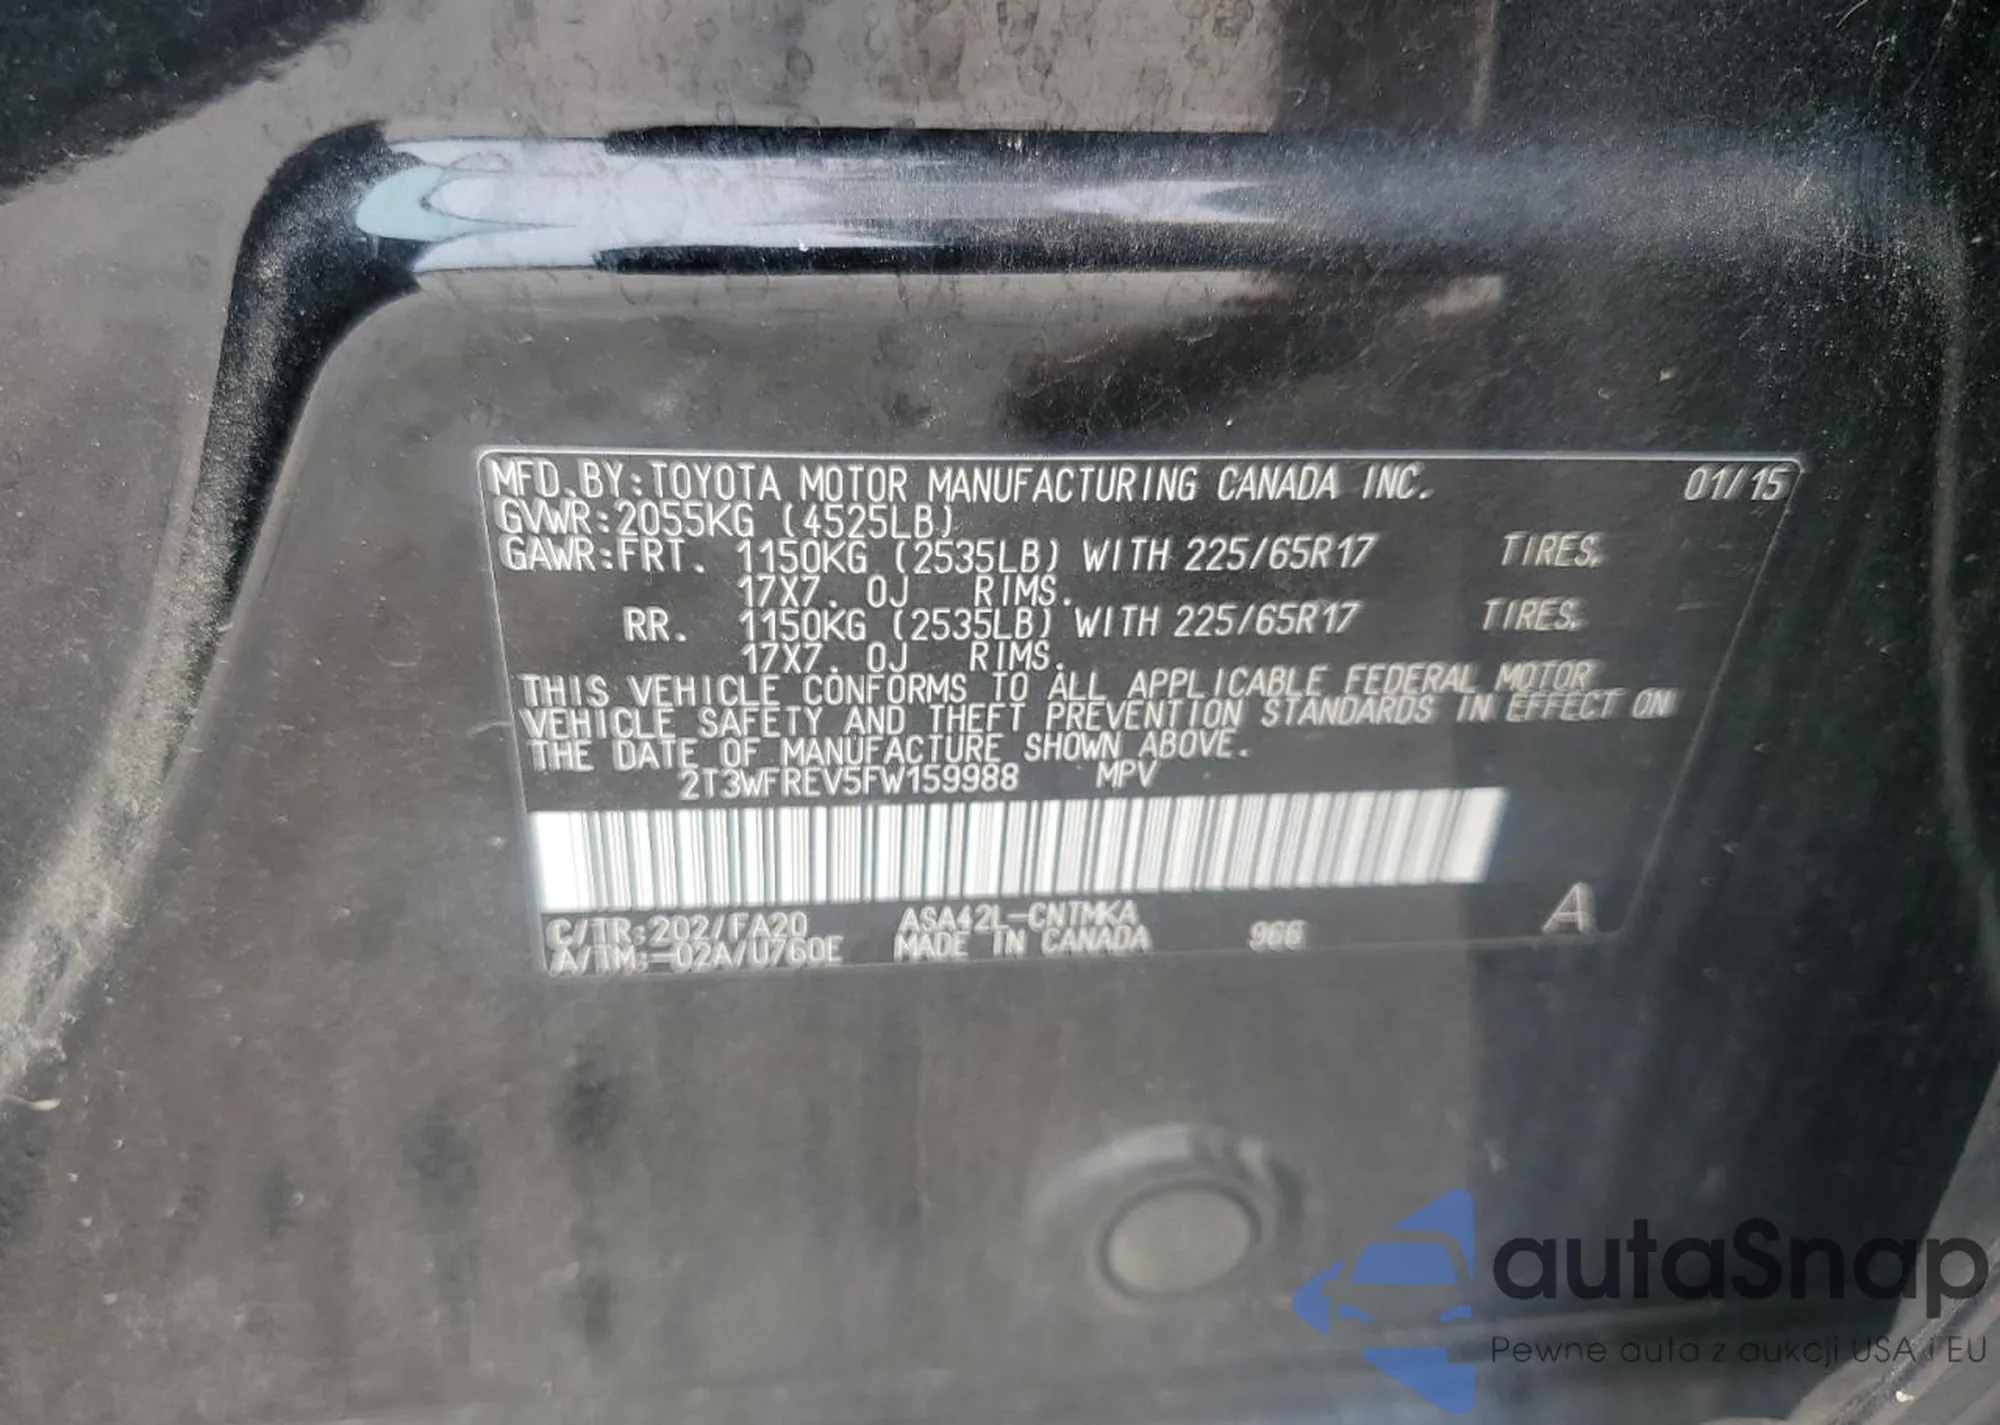 MFD.BY:TOYOTA MOTOR MANUFACTURING CANADA INC. 01/15
GVWR:2055KG (4525LB)
GAWR:FRT. 1150KG (2535LB) WITH 225/65R17 TIRES,
17X7. 0J RIMS.
RR. 1150KG (2535LB) WITH 225/65R17 TIRES,
17X7. 0J RIMS.
THIS VEHICLE CONFORMS TO ALL APPLICABLE FEDERAL MOTOR
VEHICLE SAFETY AND THEFT PREVENTION STANDARDS IN EFFECT ON
THE DATE OF MANUFACTURE SHOWN ABOVE.
2T3WFREV5FW159988 MPV
C/TR:202/FA20 ASA42L-CNTMKA 966 A
A/TM:-02A/U760E MADE IN CANADA
autaSnap
Pewne auta z aukcji USA i EU